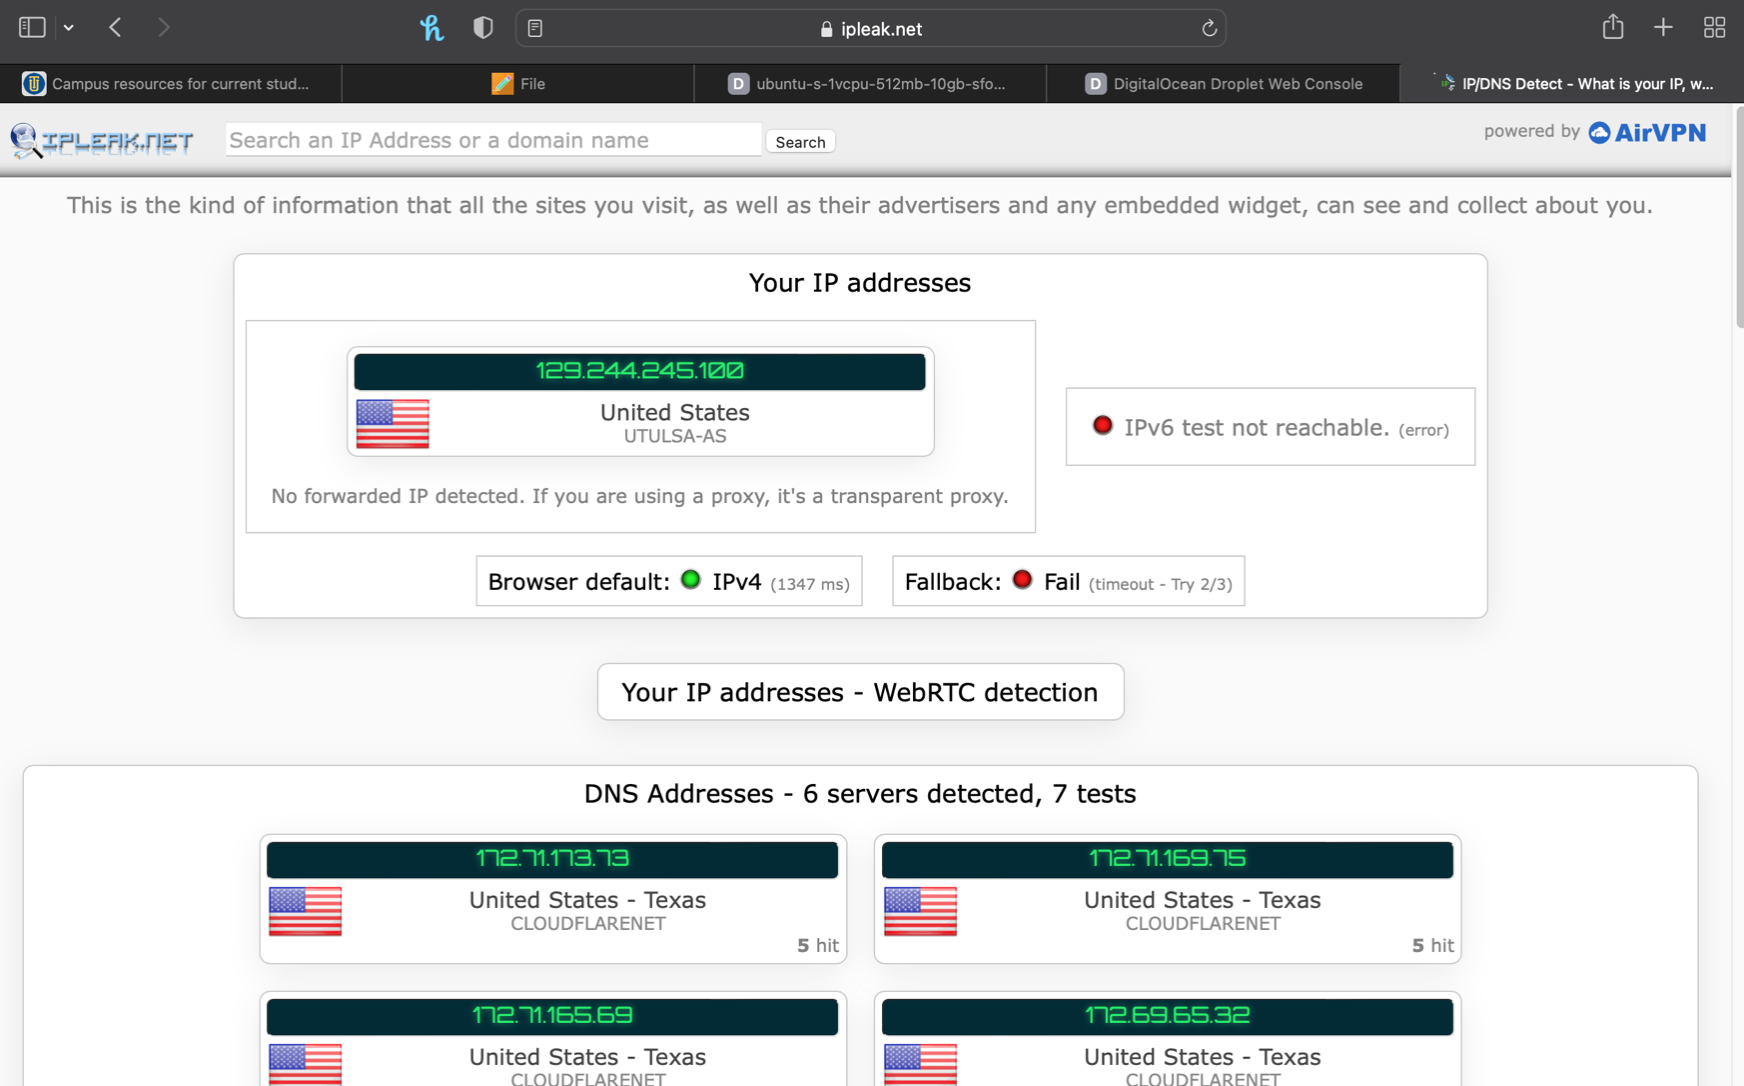 ipleak.net
Campus resources for current stud...
File
D ubuntu-s-1vcpu-512mb-10gb-sfo...
D DigitalOcean Droplet Web Console
IP/DNS Detect - What is your IP, w...
IPLEAK.NET
Search an IP Address or a domain name
Search
powered by AirVPN
This is the kind of information that all the sites you visit, as well as their advertisers and any embedded widget, can see and collect about you.
Your IP addresses
129.244.245.100
United States
UTULSA-AS
No forwarded IP detected. If you are using a proxy, it's a transparent proxy.
IPv6 test not reachable. (error)
Browser default: IPv4 (1347 ms)
Fallback: Fail (timeout - Try 2/3)
Your IP addresses - WebRTC detection
DNS Addresses - 6 servers detected, 7 tests
172.71.173.73
United States - Texas
CLOUDFLARENET
5 hit
172.71.169.75
United States - Texas
CLOUDFLARENET
5 hit
172.71.165.69
United States - Texas
CLOUDFLARENET
172.69.65.32
United States - Texas
CLOUDFLARENET